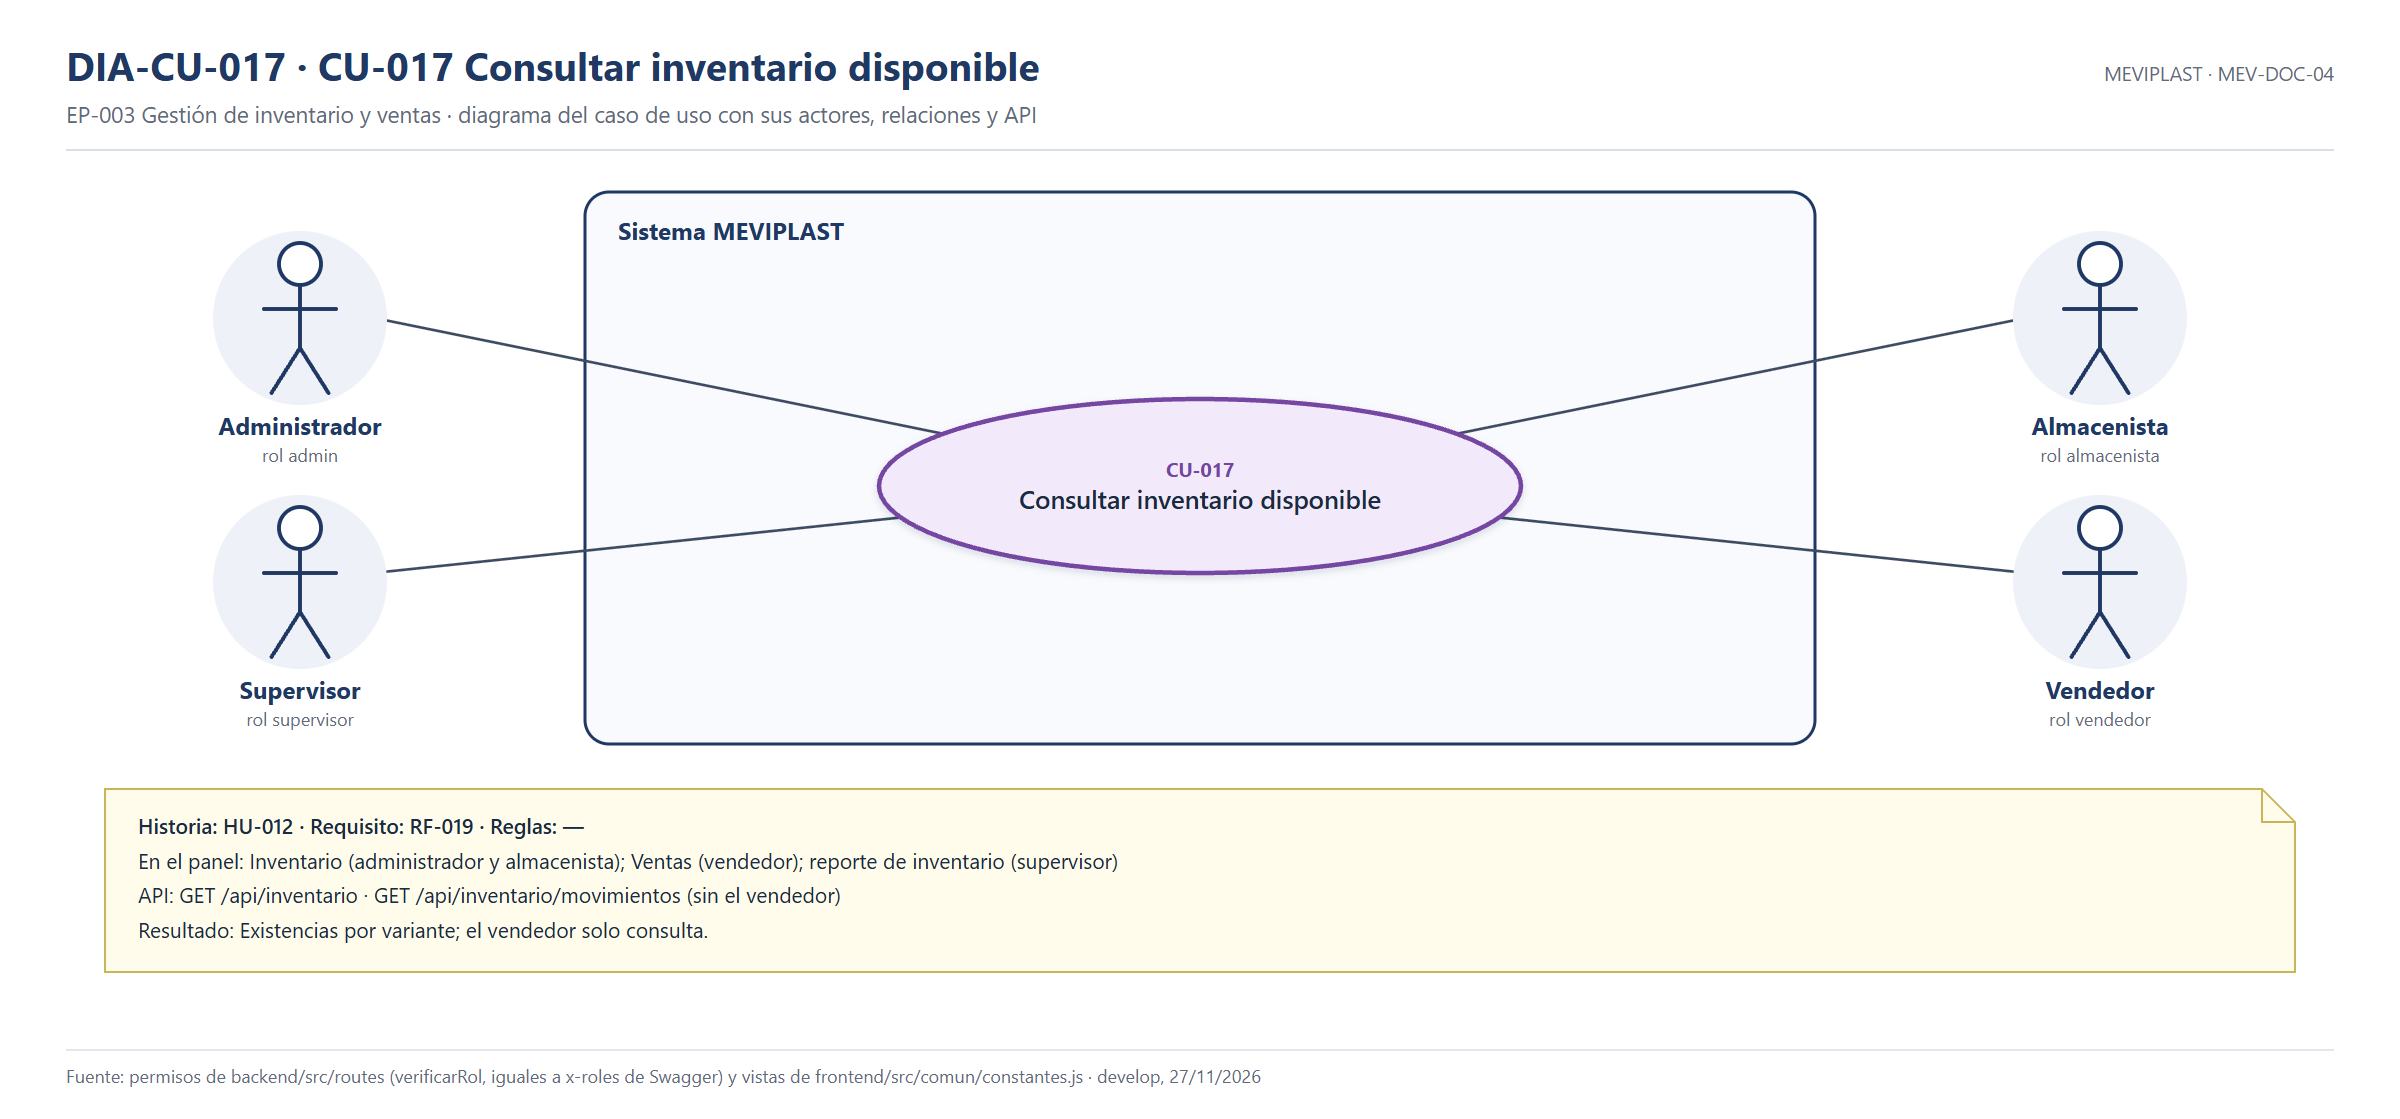 DIA-CU-017 · CU-017 Consultar inventario disponible
MEVIPLAST · MEV-DOC-04
EP-003 Gestión de inventario y ventas · diagrama del caso de uso con sus actores, relaciones y API
Sistema MEVIPLAST
Administrador
rol admin
Almacenista
rol almacenista
CU-017
Consultar inventario disponible
Supervisor
rol supervisor
Vendedor
rol vendedor
Historia: HU-012 · Requisito: RF-019 · Reglas: —
En el panel: Inventario (administrador y almacenista); Ventas (vendedor); reporte de inventario (supervisor)
API: GET /api/inventario · GET /api/inventario/movimientos (sin el vendedor)
Resultado: Existencias por variante; el vendedor solo consulta.
Fuente: permisos de backend/src/routes (verificarRol, iguales a x-roles de Swagger) y vistas de frontend/src/comun/constantes.js · develop, 27/11/2026